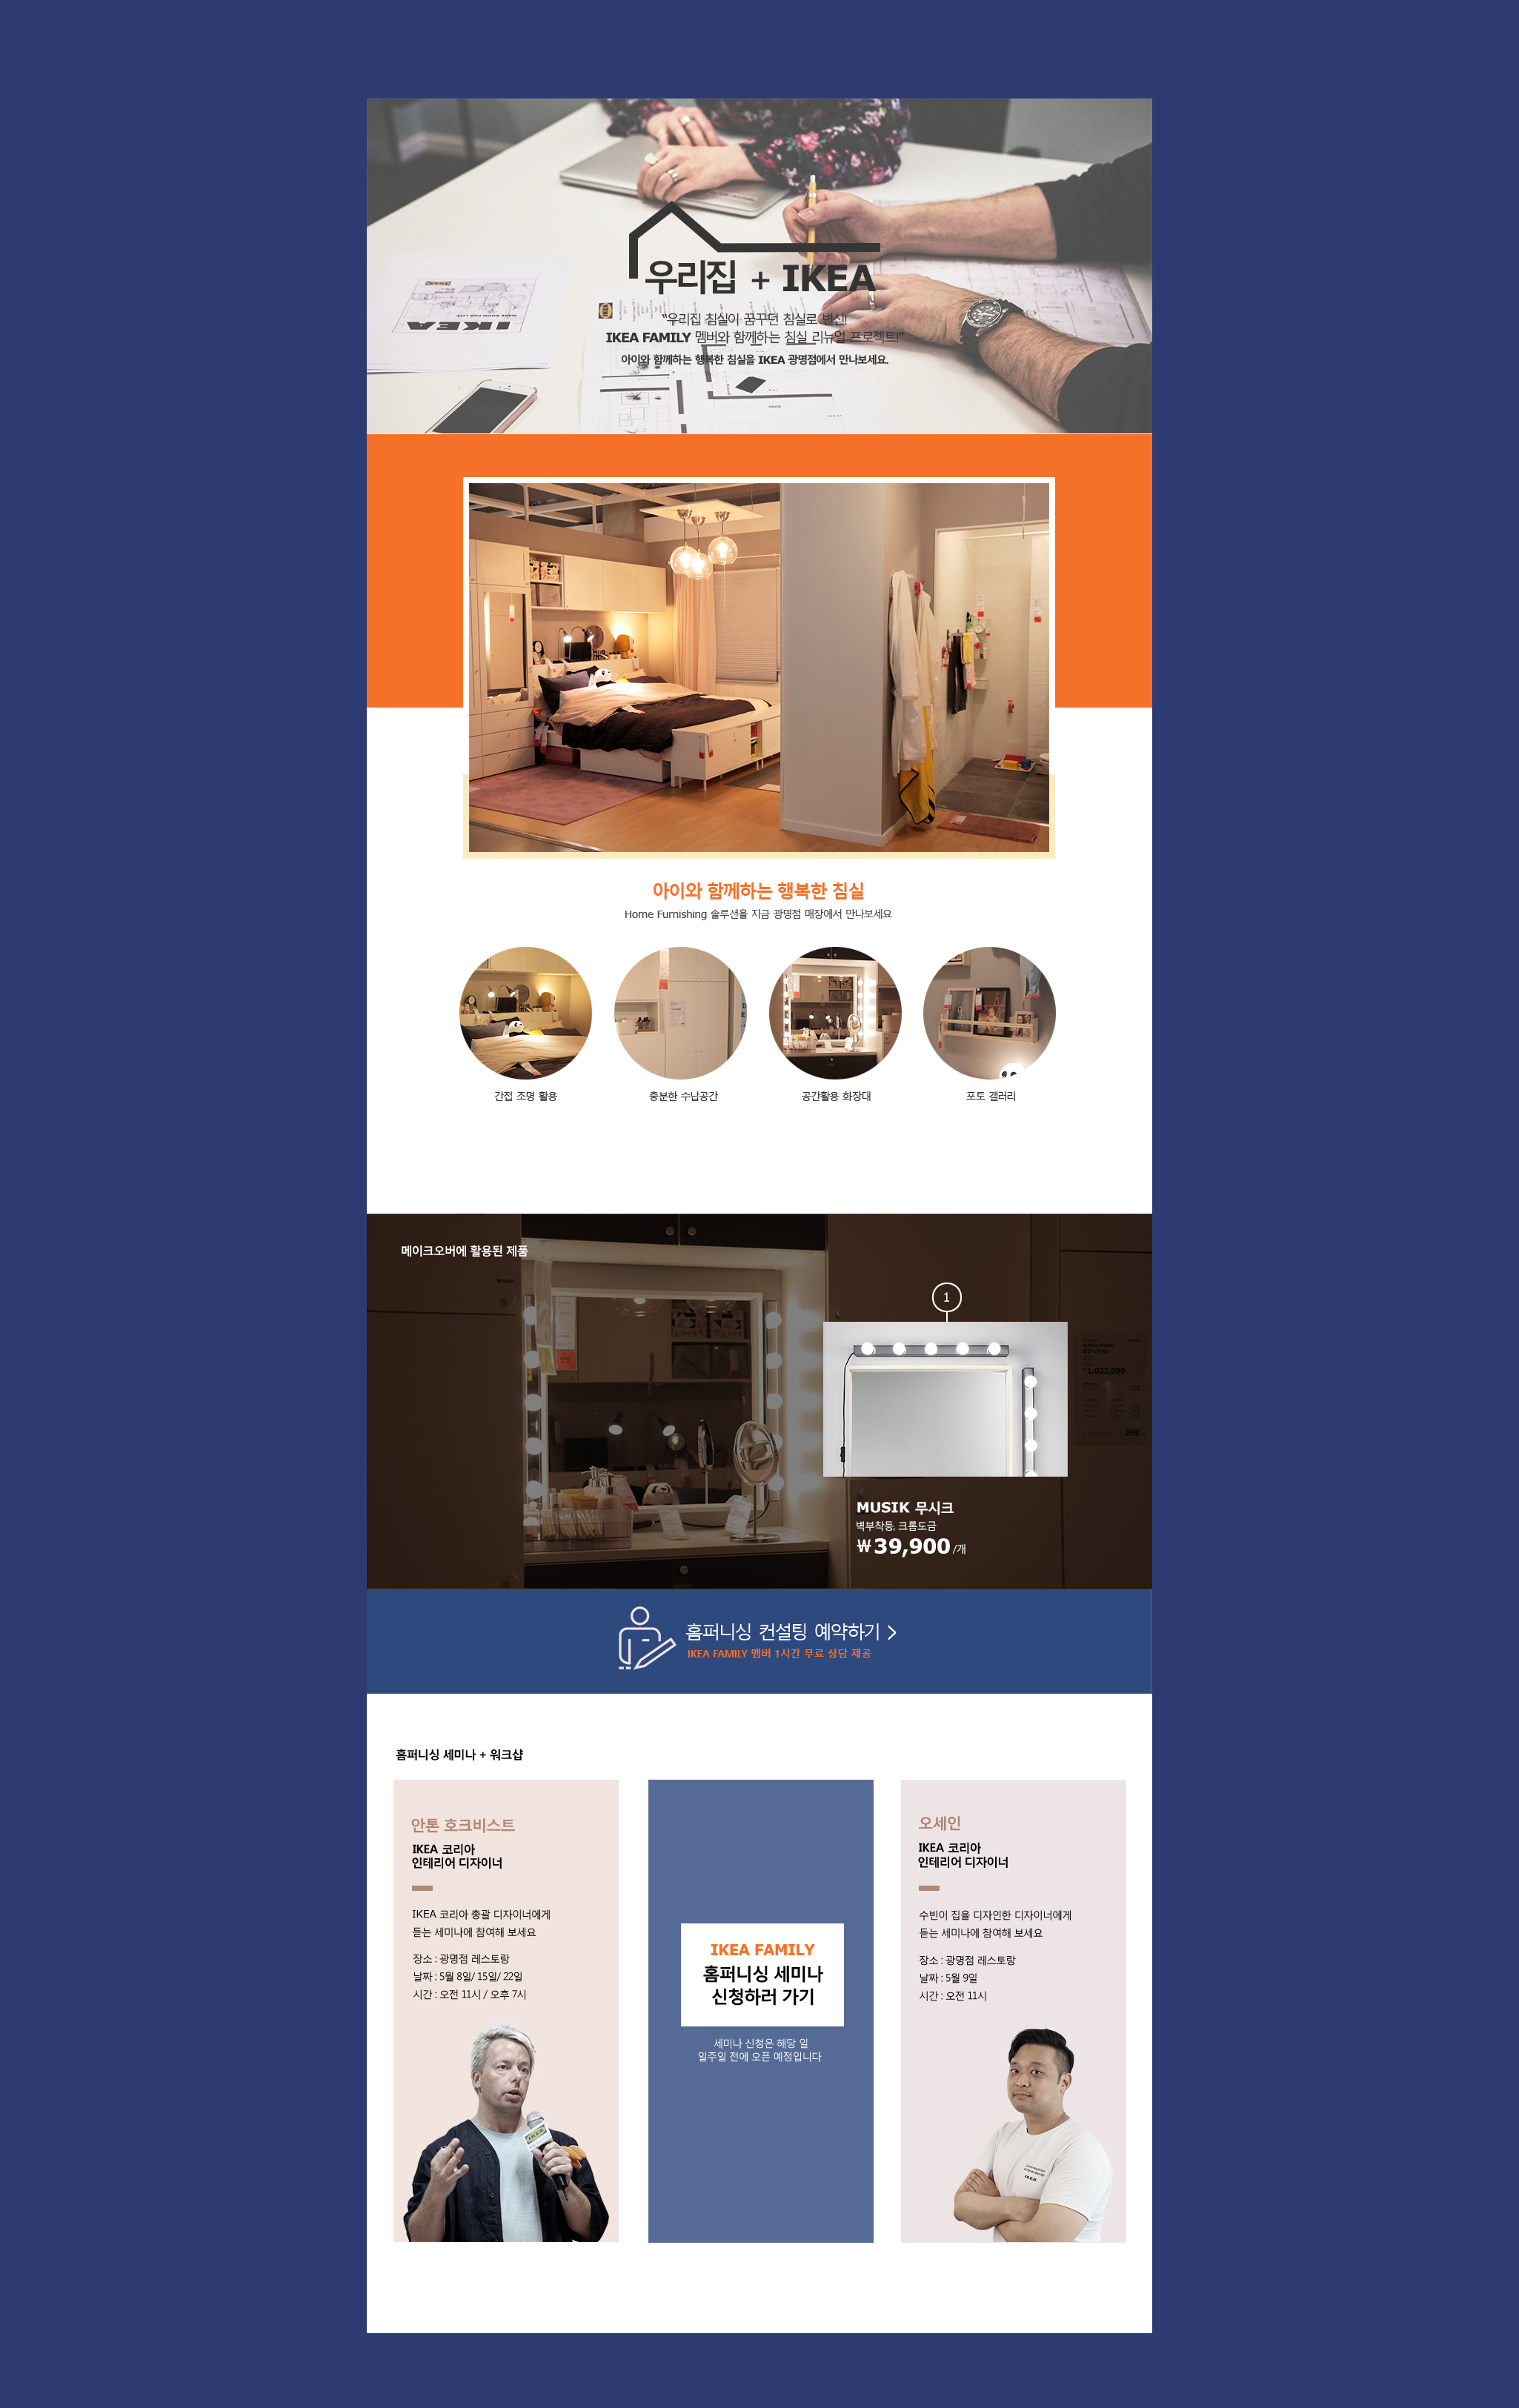 우리집 + IKEA
“우리집 침실이 꿈꾸던 침실로 변신!
IKEA FAMILY 멤버와 함께하는 침실 리뉴얼 프로젝트!”
아이와 함께하는 행복한 침실을 IKEA 광명점에서 만나보세요.
IKEA
아이와 함께하는 행복한 침실
Home Furnishing 솔루션을 지금 광명점 매장에서 만나보세요
간접 조명 활용
충분한 수납공간
공간활용 화장대
포토 갤러리
메이크오버에 활용된 제품
1
1,022,000
MUSIK 무시크
벽부착등, 크롬도금
₩39,900 /개
홈퍼니싱 컨설팅 예약하기 >
IKEA FAMILY 멤버 1시간 무료 상담 제공
홈퍼니싱 세미나 + 워크샵
안톤 호크비스트
IKEA 코리아
인테리어 디자이너
IKEA 코리아 총괄 디자이너에게
듣는 세미나에 참여해 보세요
장소 : 광명점 레스토랑
날짜 : 5월 8일/ 15일/ 22일
시간 : 오전 11시 / 오후 7시
IKEA
IKEA FAMILY
홈퍼니싱 세미나
신청하러 가기
세미나 신청은 해당 일
일주일 전에 오픈 예정입니다
오세인
IKEA 코리아
인테리어 디자이너
수빈이 집을 디자인한 디자이너에게
듣는 세미나에 참여해 보세요
장소 : 광명점 레스토랑
날짜 : 5월 9일
시간 : 오전 11시
IKEA